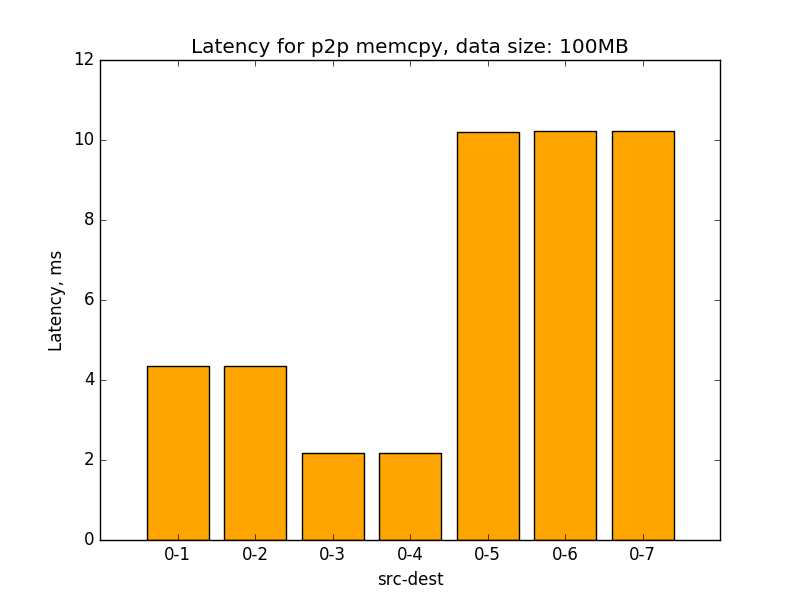 Latency for p2p memcpy, data size: 100MB
12
10
8
6
4
2
0
Latency, ms
0-1 0-2 0-3 0-4 0-5 0-6 0-7
src-dest